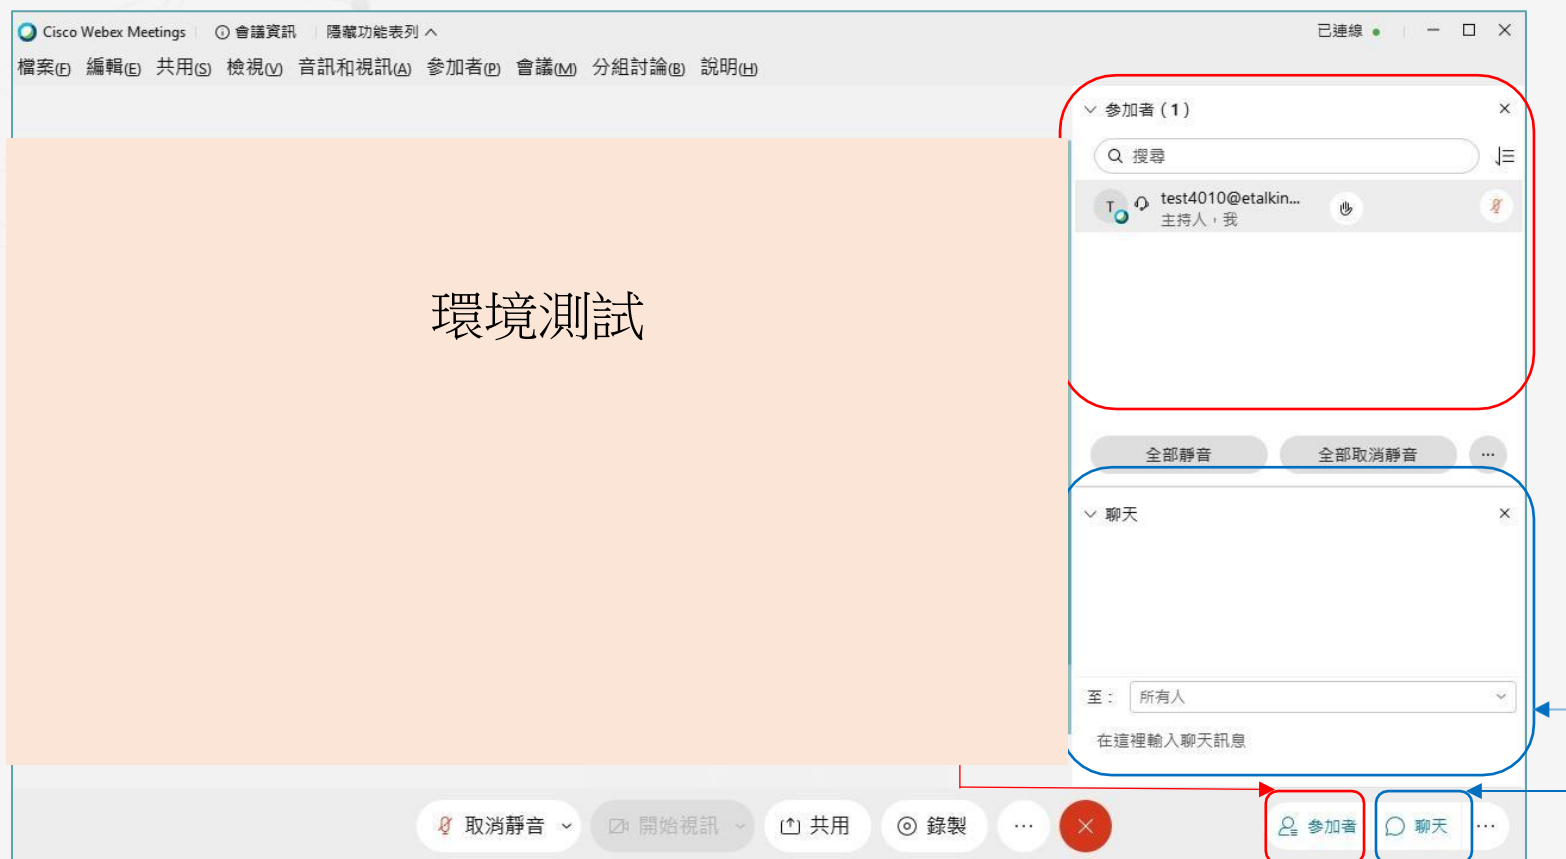 Cisco Webex Meetings 會議資訊 隱藏功能表列 已連線
檔案(F) 編輯(E) 共用(S) 檢視(V) 音訊和視訊(A) 參加者(P) 會議(M) 分組討論(B) 說明(H)
參加者 (1)
搜尋
T test4010@etalkin...
主持人，我
環境測試
全部靜音 全部取消靜音 ...
聊天
至： 所有人
在這裡輸入聊天訊息
取消靜音 開始視訊 共用 錄製 ... 參加者 聊天 ...